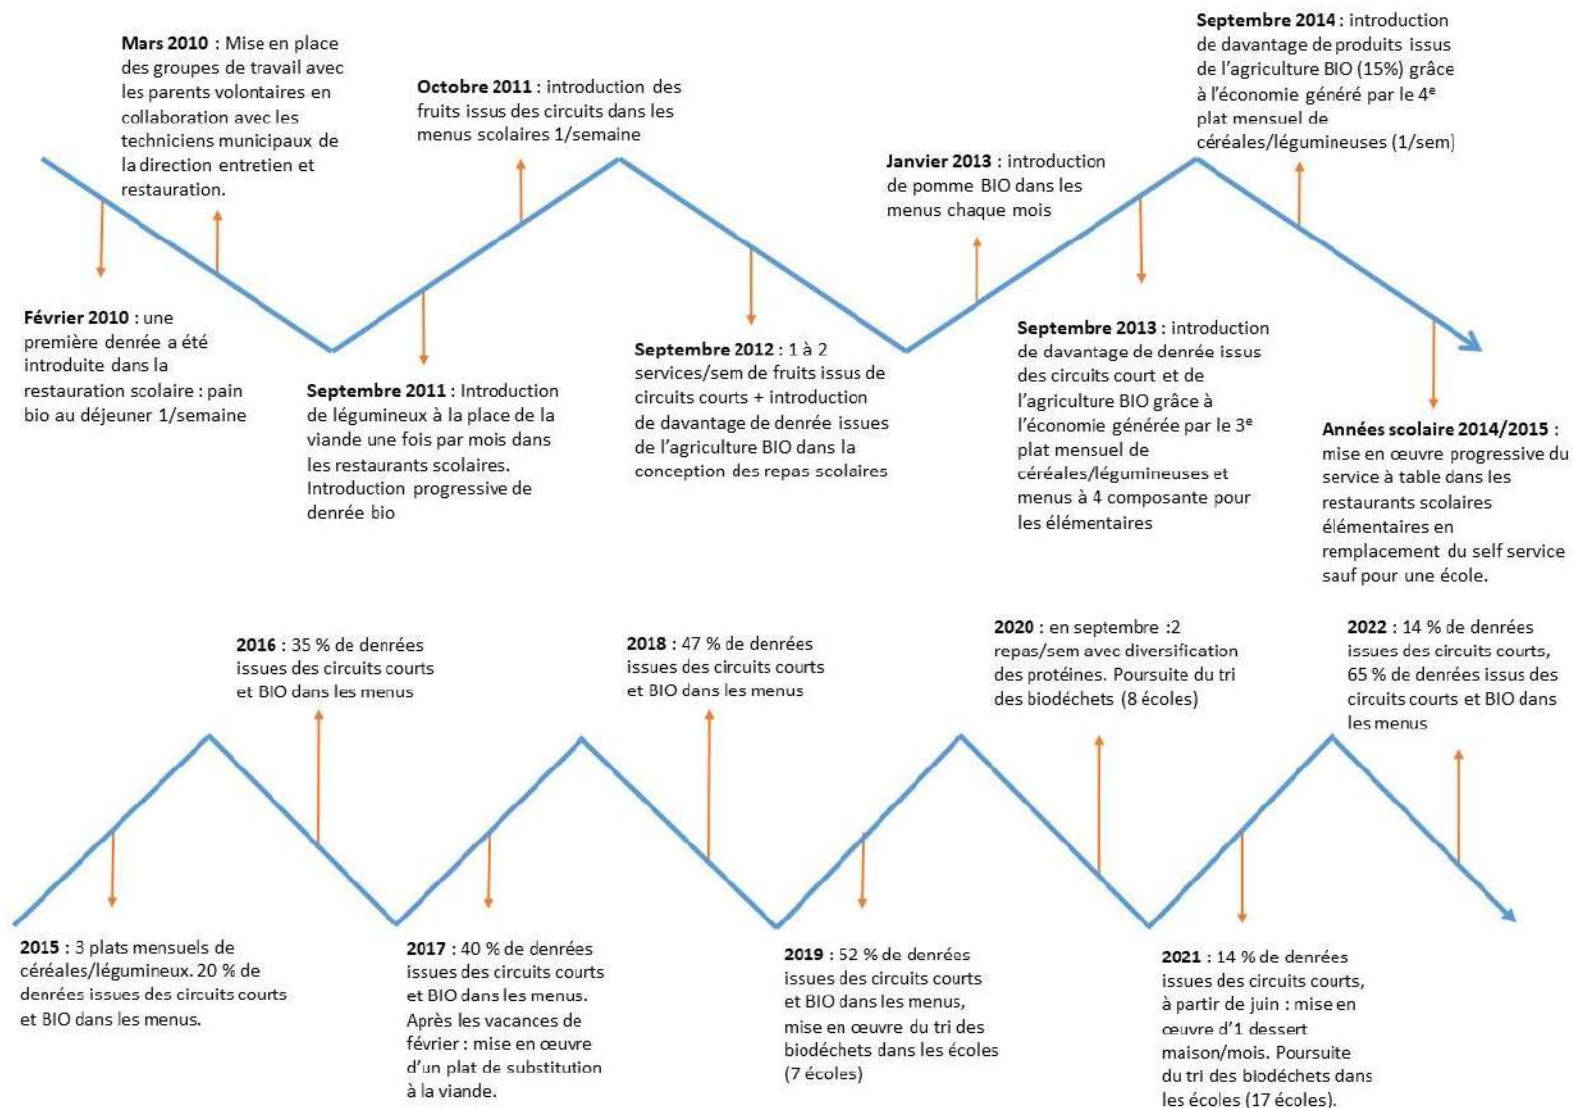 Mars 2010 : Mise en place
des groupes de travail avec
les parents volontaires en
collaboration avec les
techniciens municipaux de
la direction entretien et
restauration.
Octobre 2011 : introduction des
fruits issus des circuits dans les
menus scolaires 1/semaine
Janvier 2013 : introduction
de pomme BIO dans les
menus chaque mois
Septembre 2014 : introduction
de davantage de produits issus
de l'agriculture BIO (15%) grâce
à l'économie généré par le 4e
plat mensuel de
céréales/légumineuses (1/sem)
Février 2010 : une
première denrée a été
introduite dans la
restauration scolaire : pain
bio au déjeuner 1/semaine
Septembre 2011 : Introduction
de légumineux à la place de la
viande une fois par mois dans
les restaurants scolaires.
Introduction progressive de
denrée bio
Septembre 2012 : 1 à 2
services/sem de fruits issus de
circuits courts + introduction
de davantage de denrée issues
de l'agriculture BIO dans la
conception des repas scolaires
Septembre 2013 : introduction
de davantage de denrée issus
des circuits court et de
l'agriculture BIO grâce à
l'économie générée par le 3e
plat mensuel de
céréales/légumineuses et
menus à 4 composante pour
les élémentaires
Années scolaire 2014/2015 :
mise en œuvre progressive du
service à table dans les
restaurants scolaires
élémentaires en
remplacement du self service
sauf pour une école.
2016 : 35 % de denrées
issues des circuits courts
et BIO dans les menus
2018 : 47 % de denrées
issues des circuits courts
et BIO dans les menus
2020 : en septembre :2
repas/sem avec diversification
des protéines. Poursuite du tri
des biodéchets (8 écoles)
2022 : 14 % de denrées
issues des circuits courts,
65 % de denrées issus des
circuits courts et BIO dans
les menus
2015 : 3 plats mensuels de
céréales/légumineux. 20 % de
denrées issues des circuits courts
et BIO dans les menus.
2017 : 40 % de denrées
issues des circuits courts
et BIO dans les menus.
Après les vacances de
février : mise en œuvre
d'un plat de substitution
à la viande.
2019 : 52 % de denrées
issues des circuits courts
et BIO dans les menus,
mise en œuvre du tri des
biodéchets dans les écoles
(7 écoles)
2021 : 14 % de denrées
issues des circuits courts,
à partir de juin : mise en
œuvre d'1 dessert
maison/mois. Poursuite
du tri des biodéchets dans
les écoles (17 écoles).